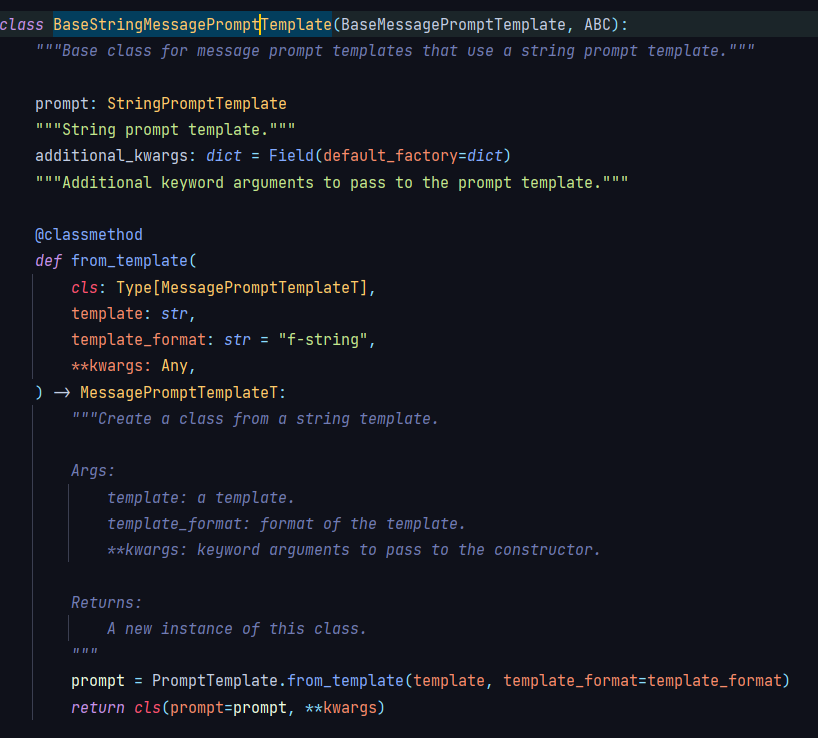 class BaseStringMessagePromptTemplate(BaseMessagePromptTemplate, ABC):
    """Base class for message prompt templates that use a string prompt template."""

    prompt: StringPromptTemplate
    """String prompt template."""
    additional_kwargs: dict = Field(default_factory=dict)
    """Additional keyword arguments to pass to the prompt template."""

    @classmethod
    def from_template(
        cls: Type[MessagePromptTemplateT],
        template: str,
        template_format: str = "f-string",
        **kwargs: Any,
    ) -> MessagePromptTemplateT:
        """Create a class from a string template.

        Args:
            template: a template.
            template_format: format of the template.
            **kwargs: keyword arguments to pass to the constructor.

        Returns:
            A new instance of this class.
        """
        prompt = PromptTemplate.from_template(template, template_format=template_format)
        return cls(prompt=prompt, **kwargs)